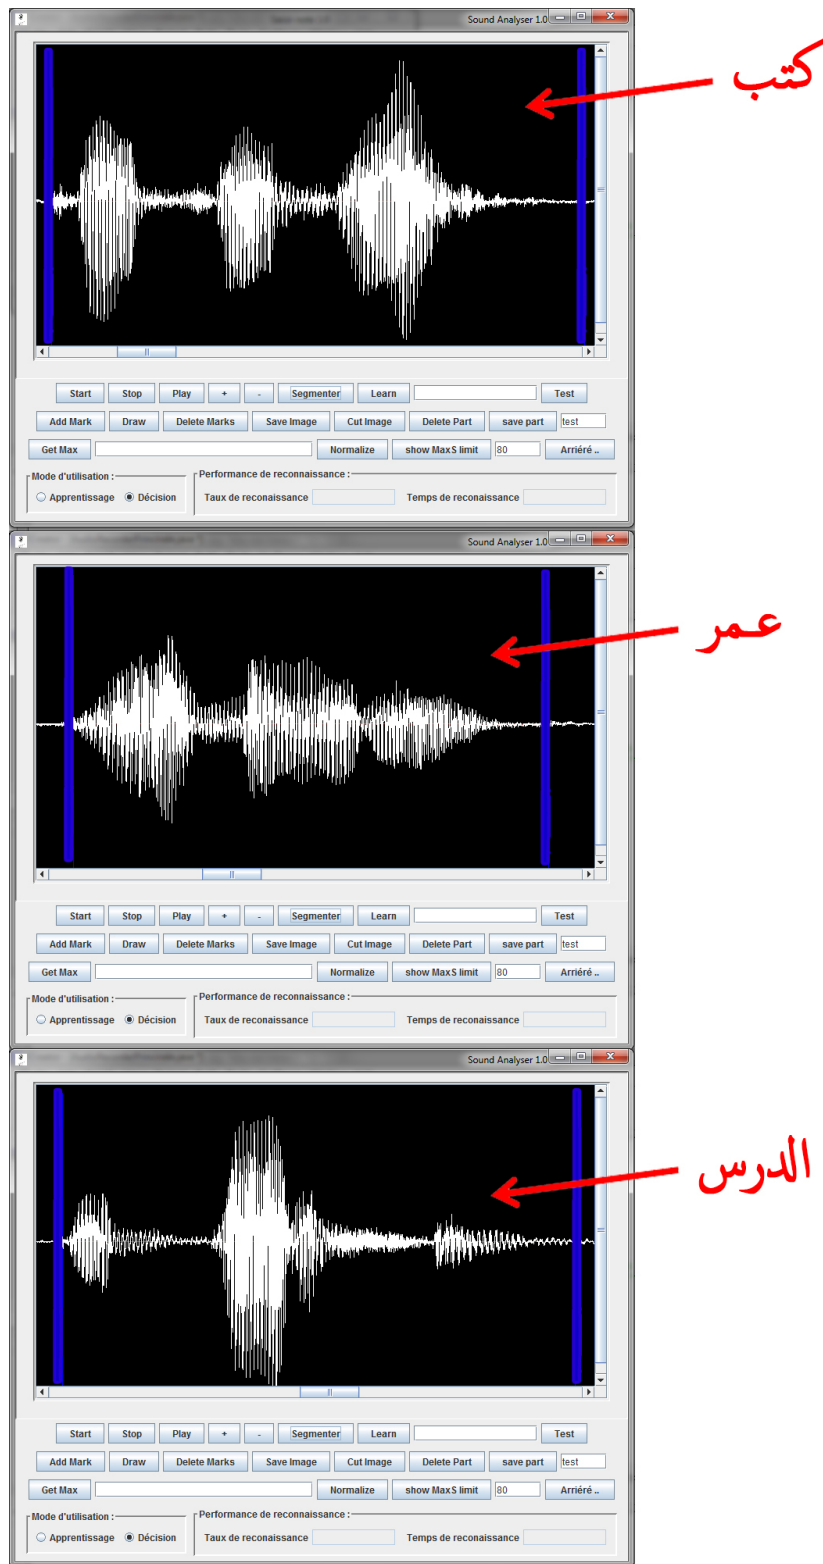 Sound Analyser 1.0
كتب
Start Stop Play + - Segmenter Learn Test
Add Mark Draw Delete Marks Save Image Cut Image Delete Part save part test
Get Max Normalize show MaxS limit 80 Arriéré ..
Mode d'utilisation : Performance de reconnaissance :
Apprentissage Décision Taux de reconaissance Temps de reconaissance
Sound Analyser 1.0
عمر
Start Stop Play + - Segmenter Learn Test
Add Mark Draw Delete Marks Save Image Cut Image Delete Part save part test
Get Max Normalize show MaxS limit 80 Arriéré ..
Mode d'utilisation : Performance de reconnaissance :
Apprentissage Décision Taux de reconaissance Temps de reconaissance
Sound Analyser 1.0
الدرس
Start Stop Play + - Segmenter Learn Test
Add Mark Draw Delete Marks Save Image Cut Image Delete Part save part test
Get Max Normalize show MaxS limit 80 Arriéré ..
Mode d'utilisation : Performance de reconnaissance :
Apprentissage Décision Taux de reconaissance Temps de reconaissance